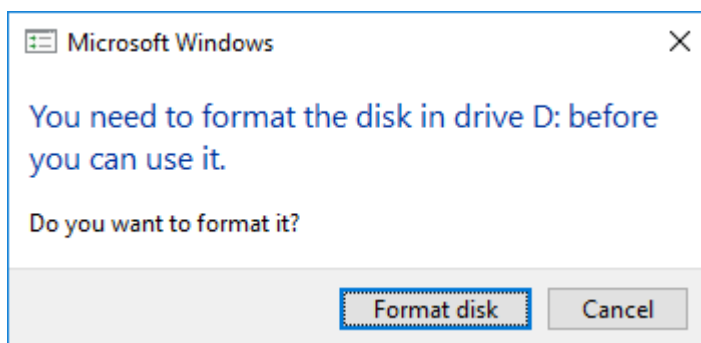 Microsoft Windows
You need to format the disk in drive D: before
you can use it.
Do you want to format it?
Format disk
Cancel